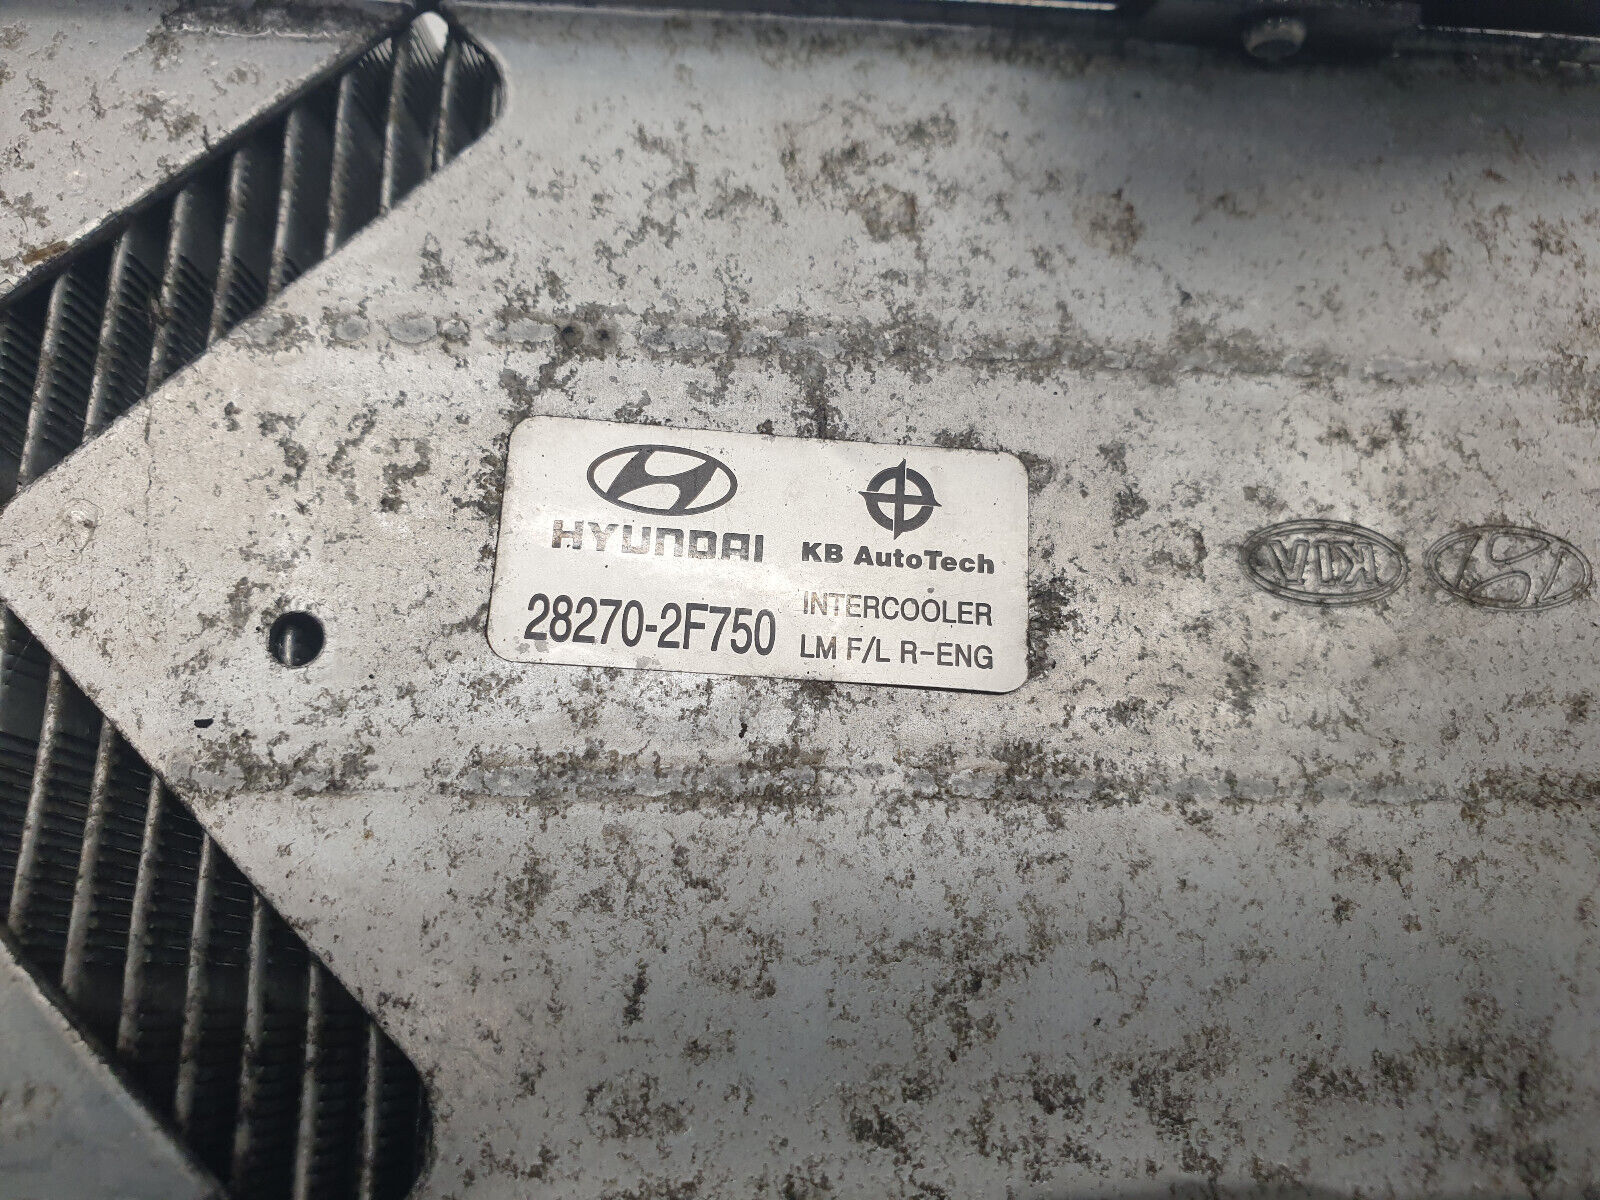 HYUNDAI
KB AutoTech
28270-2F750
INTERCOOLER
LM F/L R-ENG
KIA